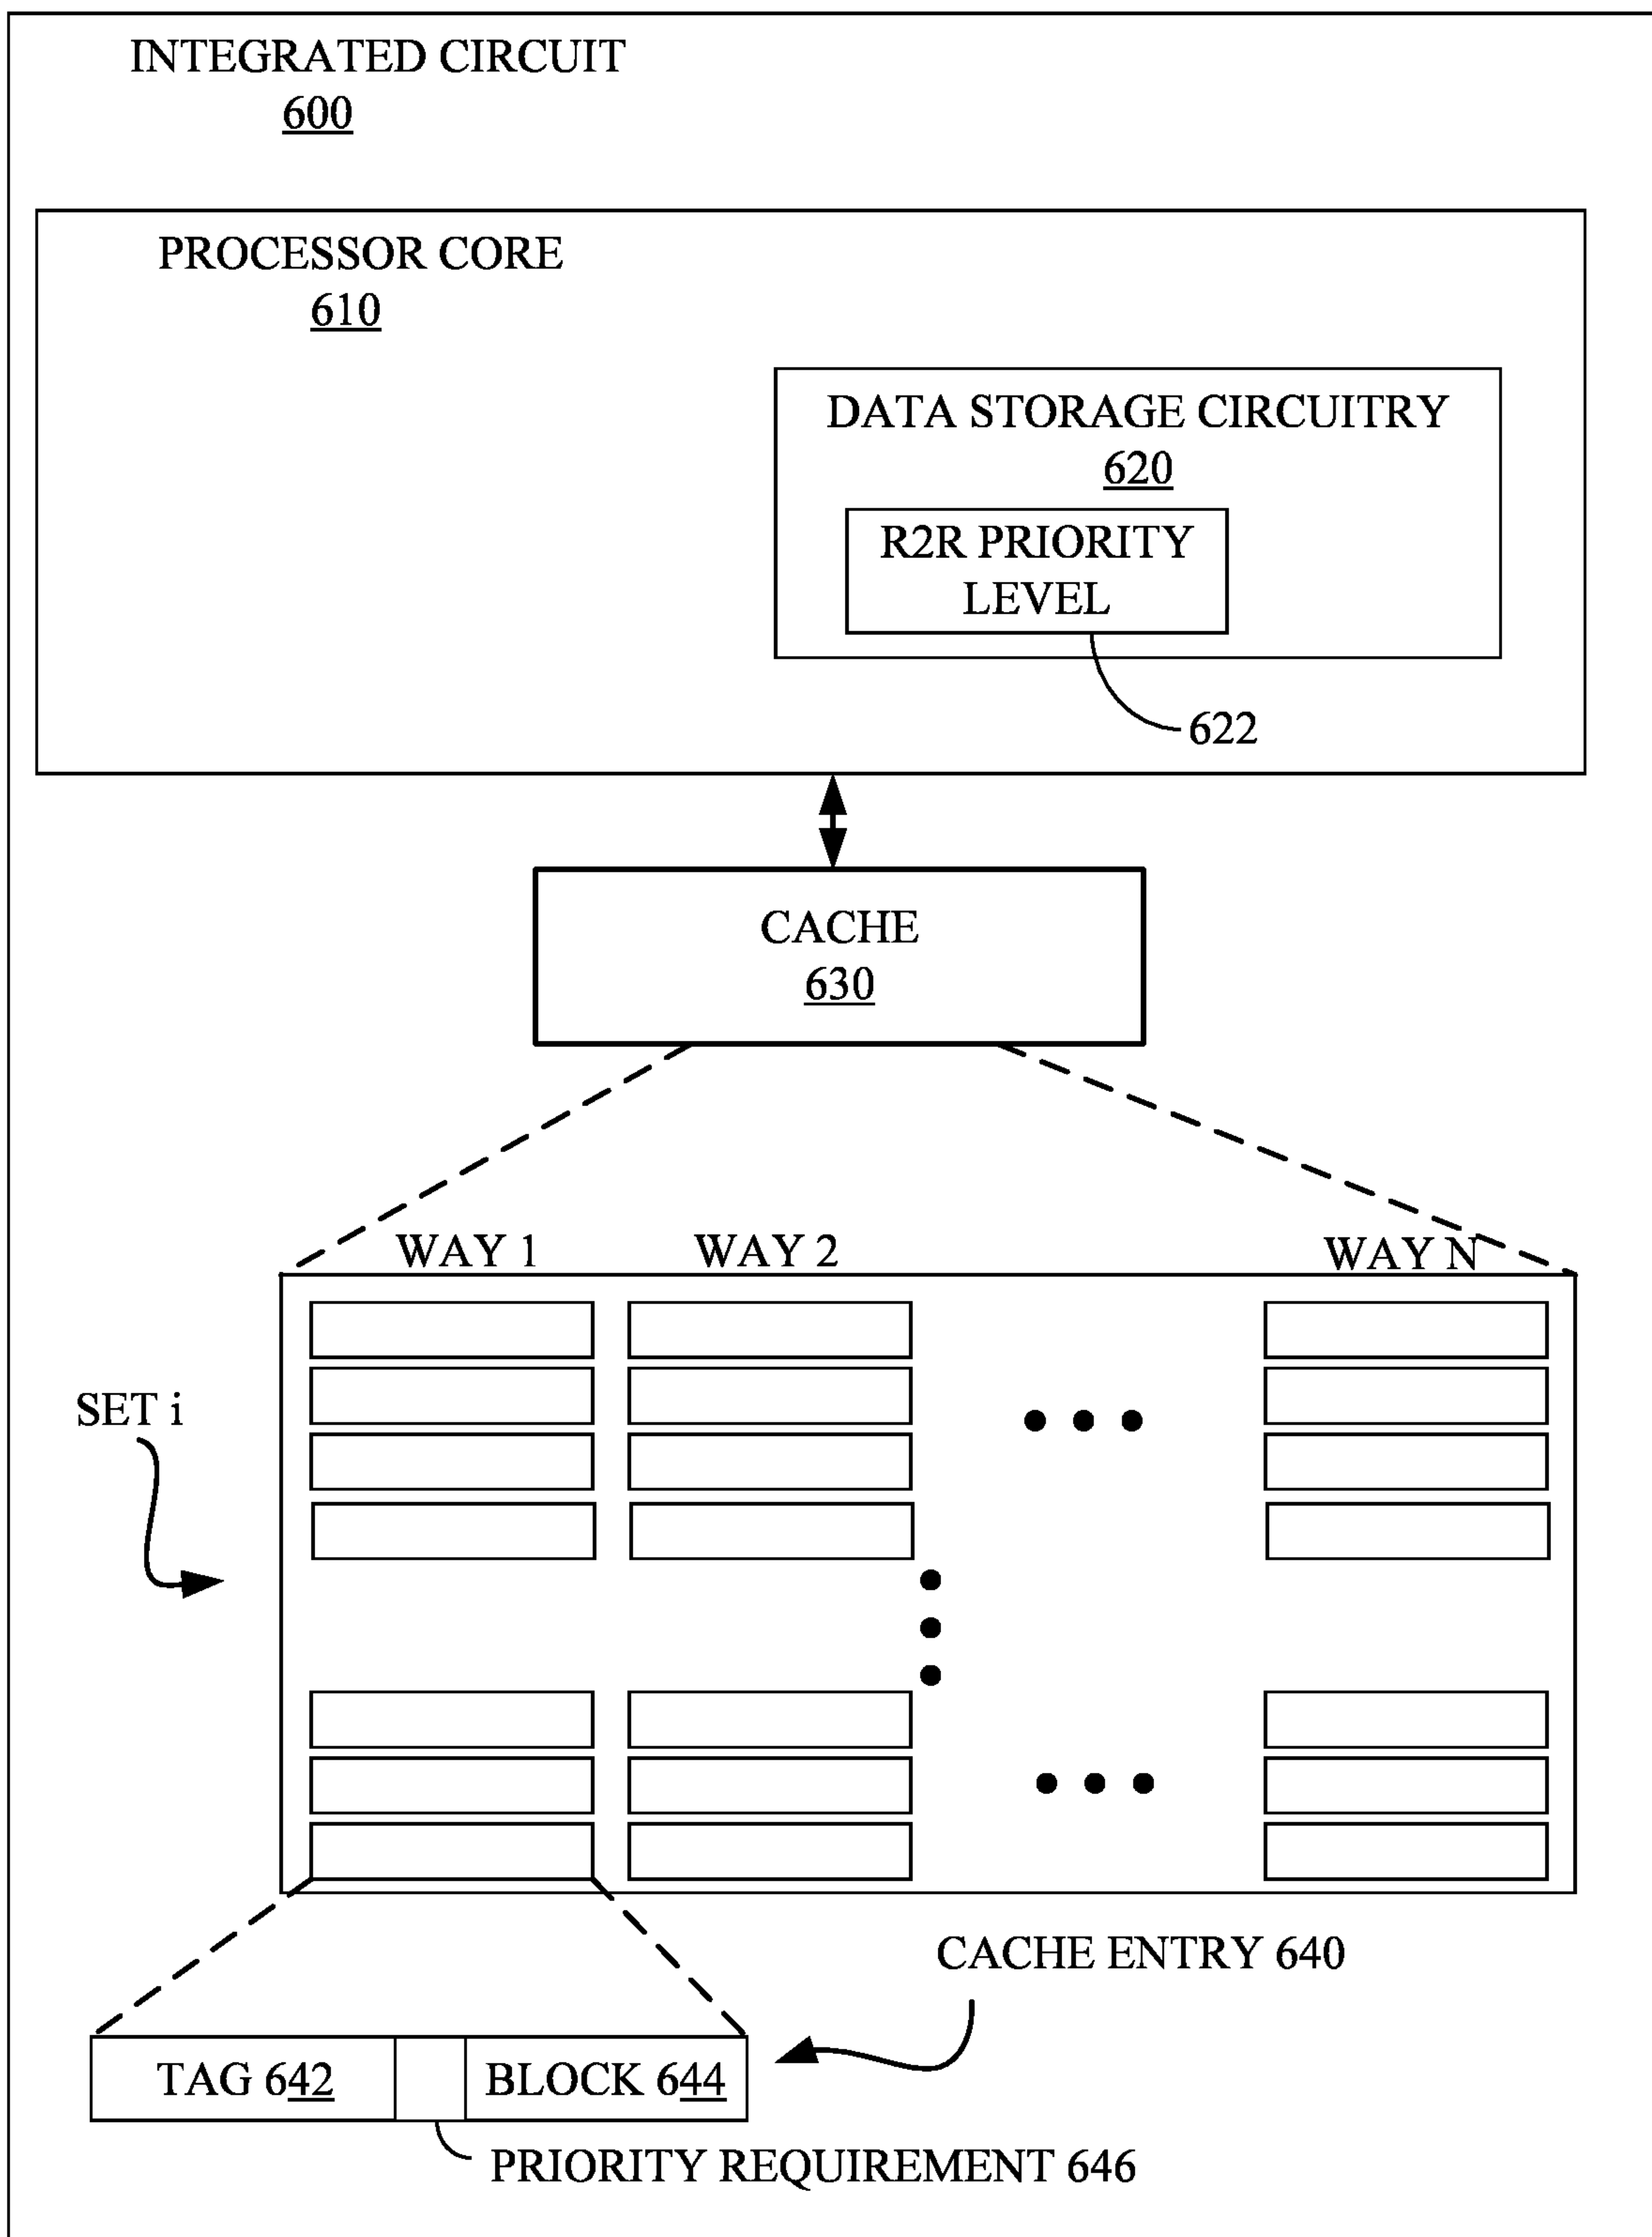 INTEGRATED CIRCUIT
600
PROCESSOR CORE
610
DATA STORAGE CIRCUITRY
620
R2R PRIORITY
LEVEL
622
CACHE
630
WAY 1 WAY 2 WAY N
SET i
CACHE ENTRY 640
TAG 642 BLOCK 644
PRIORITY REQUIREMENT 646